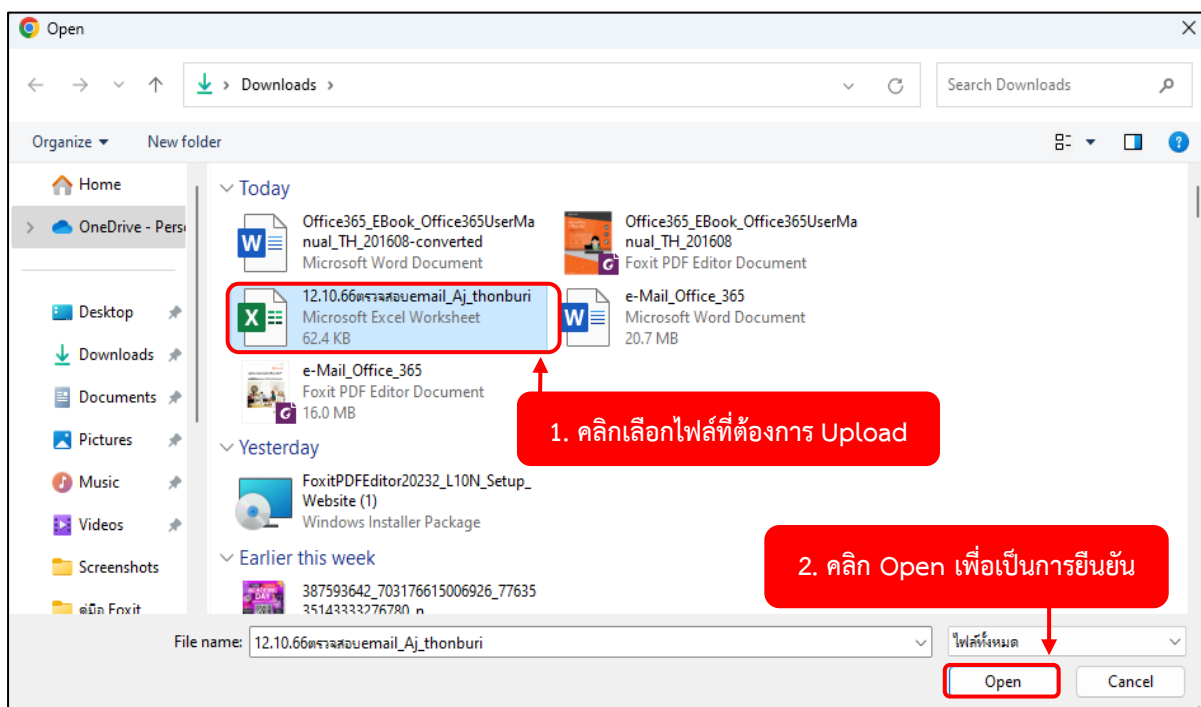 Open
Downloads
Search Downloads
Organize
New folder
Home
OneDrive - Pers
Desktop
Downloads
Documents
Pictures
Music
Videos
Screenshots
คู่มือ Foxit
Today
Office365_EBook_Office365UserMa
nual_TH_201608-converted
Microsoft Word Document
Office365_EBook_Office365UserMa
nual_TH_201608
Foxit PDF Editor Document
12.10.66ตรวจสอบemail_Aj_thonburi
Microsoft Excel Worksheet
62.4 KB
e-Mail_Office_365
Microsoft Word Document
20.7 MB
e-Mail_Office_365
Foxit PDF Editor Document
16.0 MB
1. คลิกเลือกไฟล์ที่ต้องการ Upload
Yesterday
FoxitPDFEditor20232_L10N_Setup_
Website (1)
Windows Installer Package
Earlier this week
387593642_703176615006926_77635
35143333276780_n
2. คลิก Open เพื่อเป็นการยืนยัน
File name:
12.10.66ตรวจสอบemail_Aj_thonburi
ไฟล์ทั้งหมด
Open
Cancel